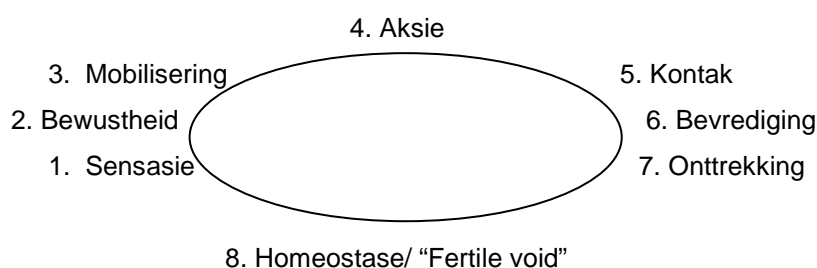 4. Aksie
3. Mobilisering
5. Kontak
2. Bewustheid
6. Bevrediging
1. Sensasie
7. Onttrekking
8. Homeostase/ “Fertile void”